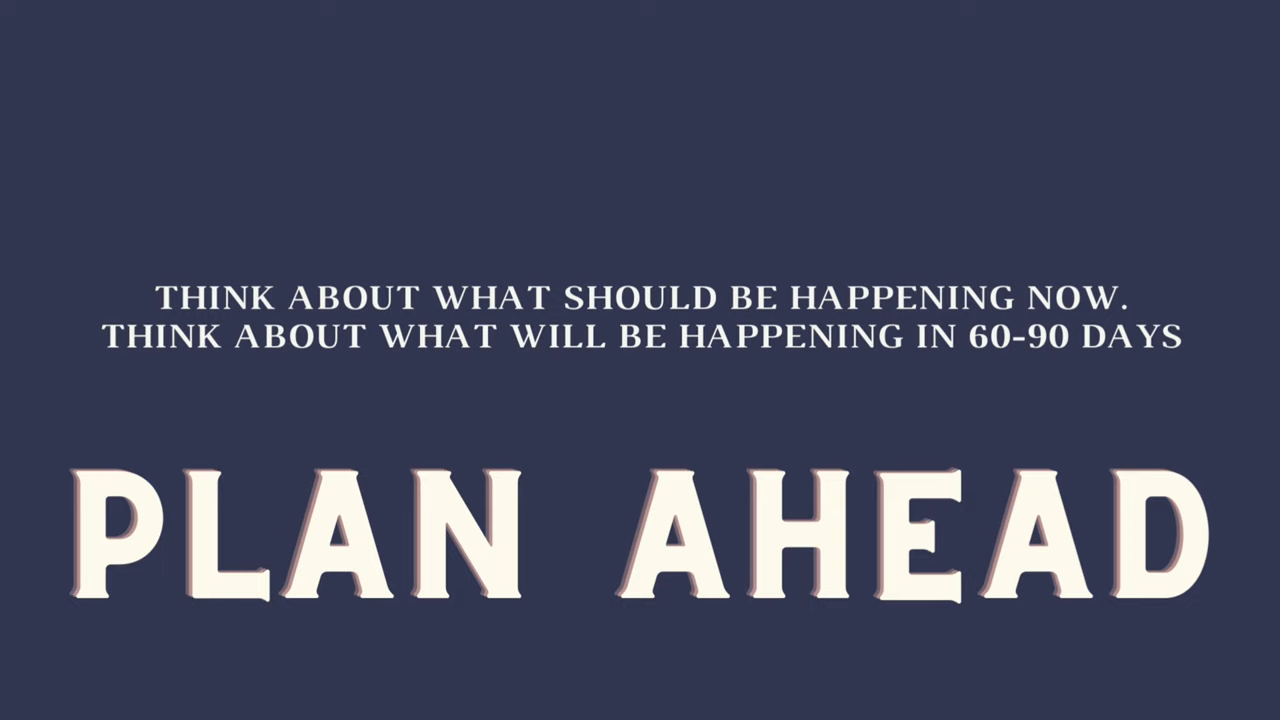 THINK ABOUT WHAT SHOULD BE HAPPENING NOW.
THINK ABOUT WHAT WILL BE HAPPENING IN 60-90 DAYS
PLAN AHEAD